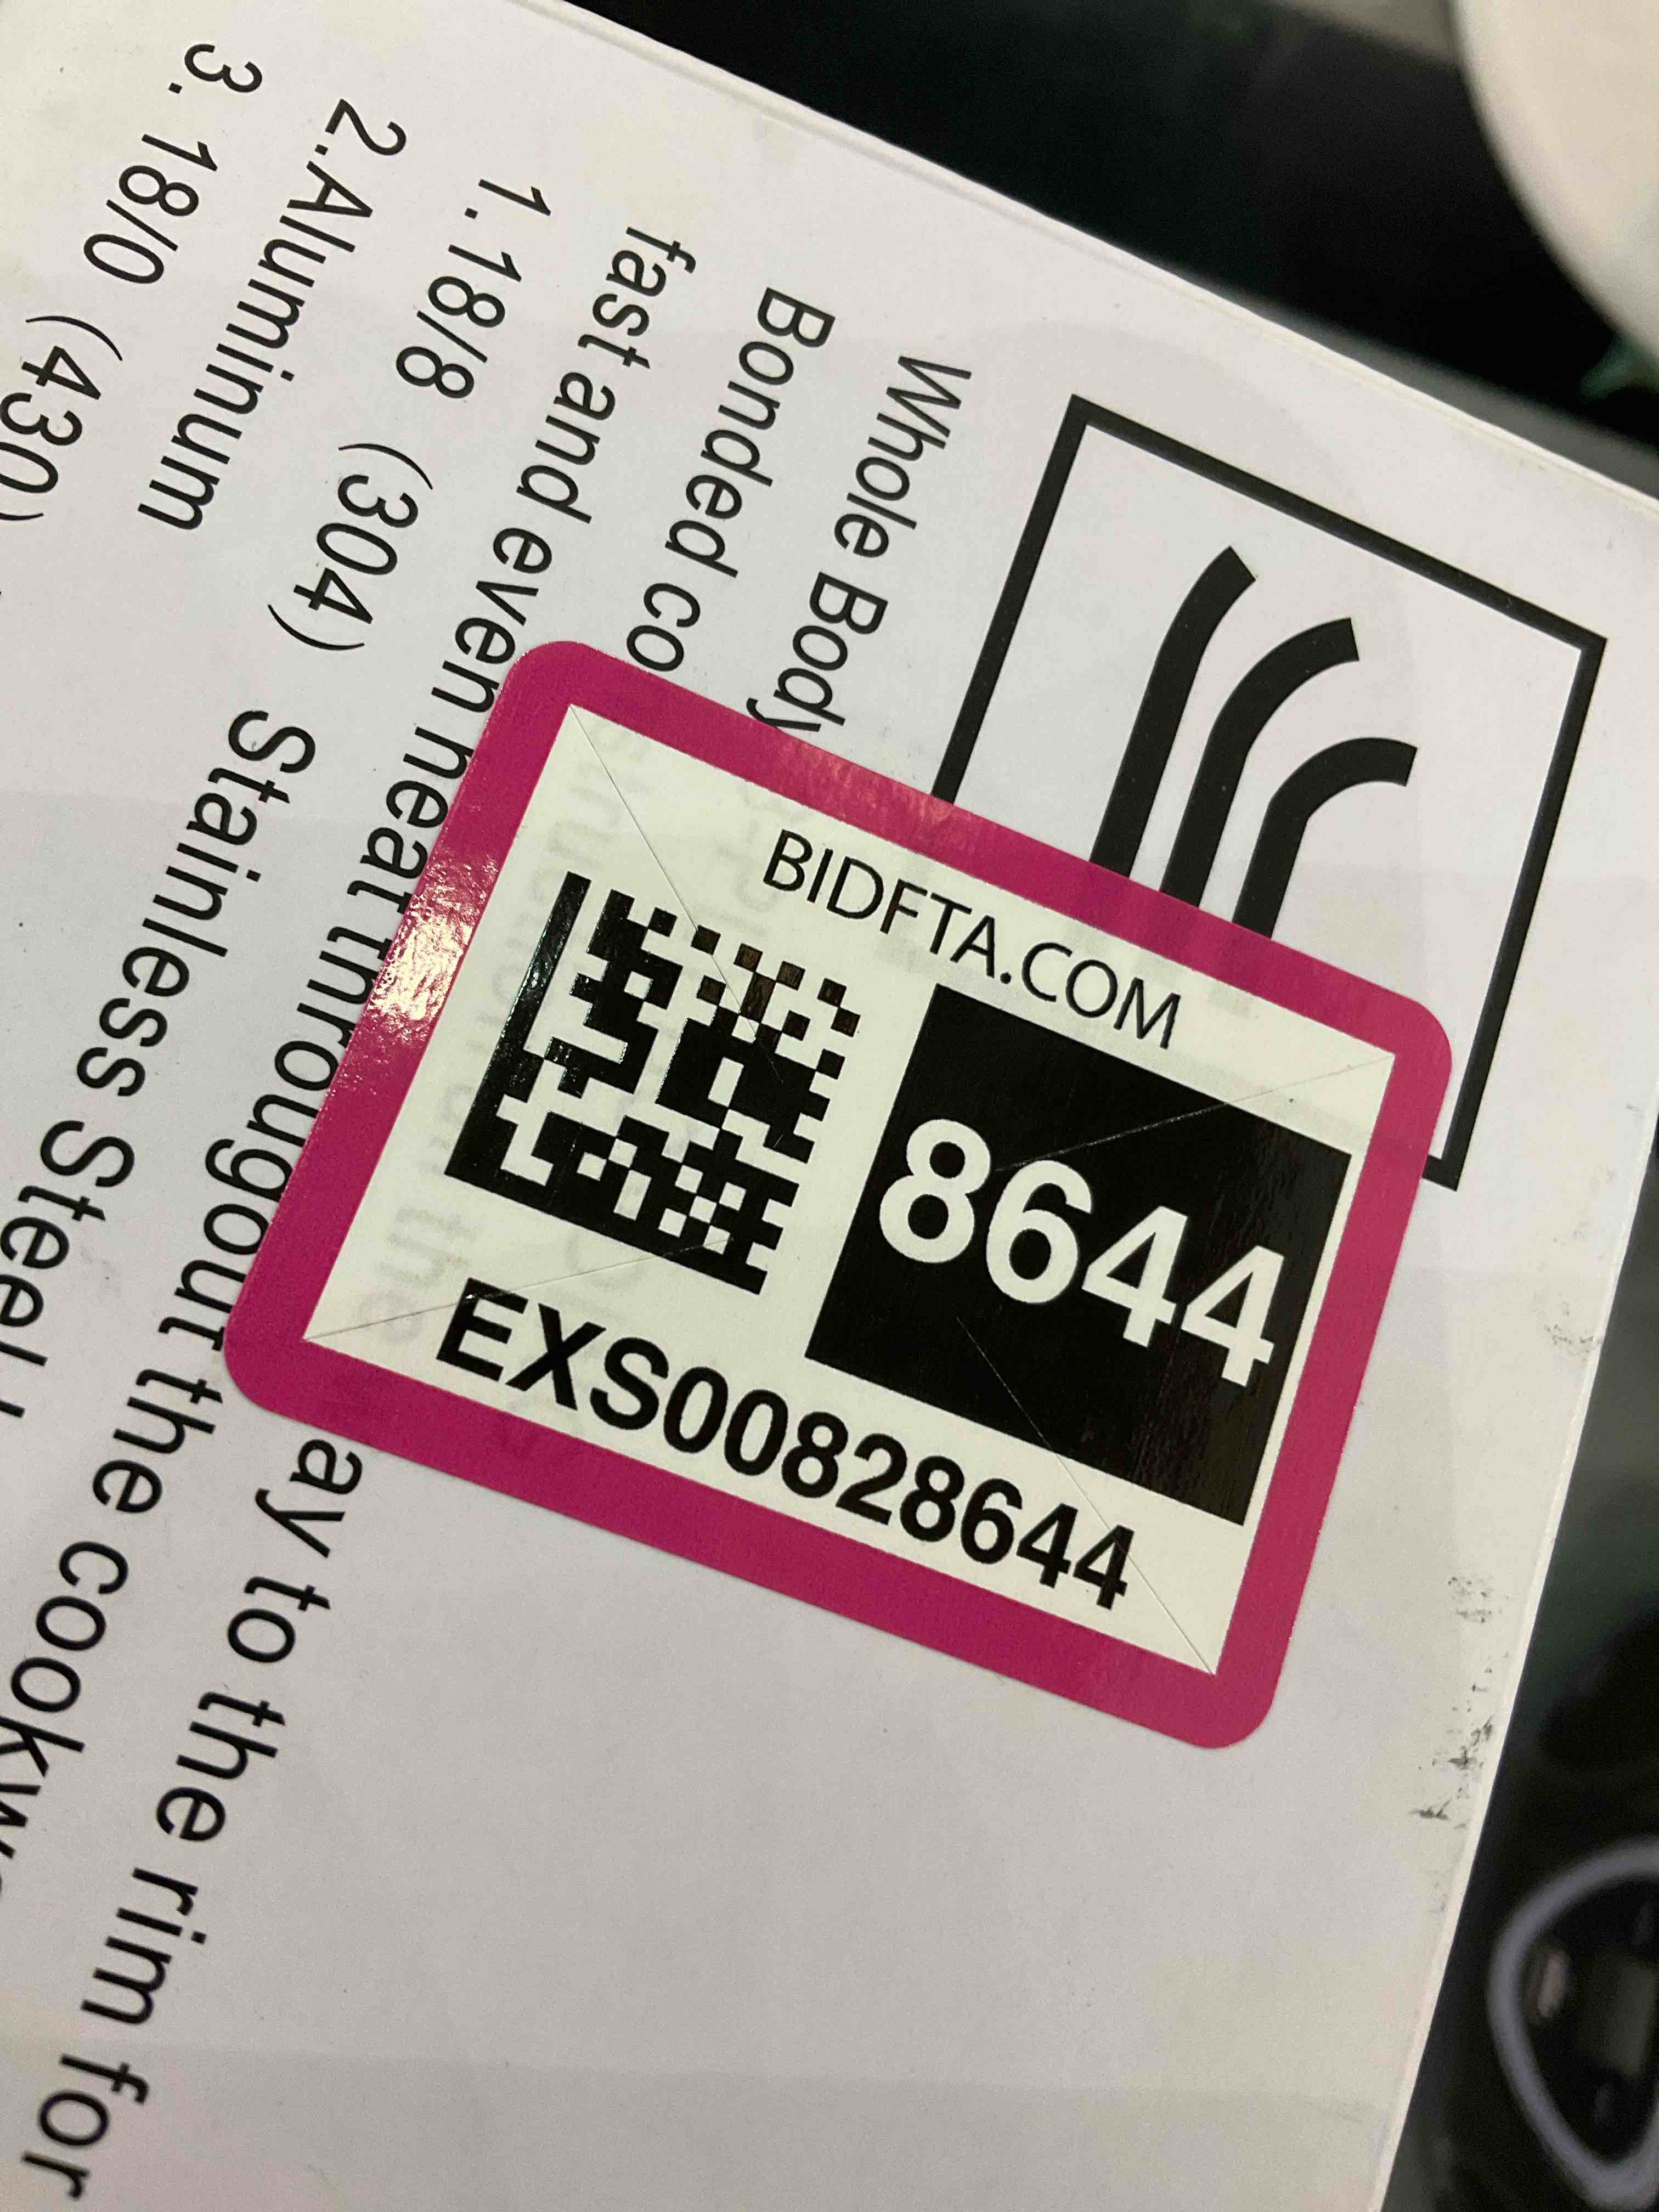 Whole Body
Bonded co ay to the rim for
fast and even heat througout the
1.18/8 (304) Stainless Steel
2.Aluminum
3. 18/0 (430)
BIDFTA.COM
8644
EXS00828644